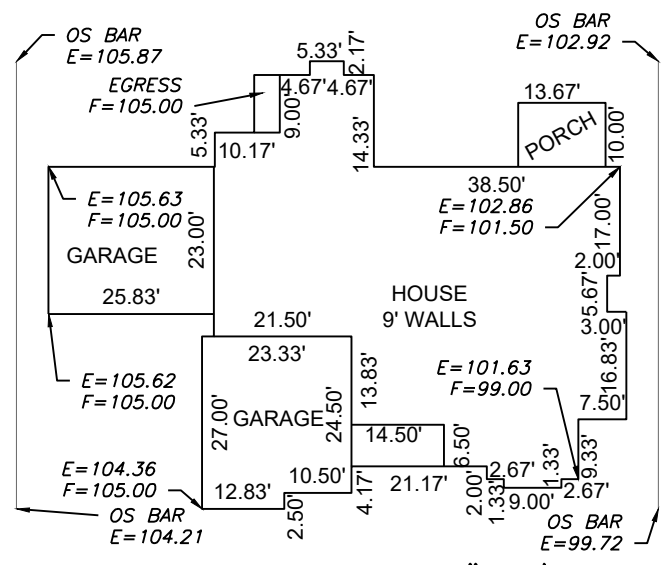 OS BAR
E=105.87
5.33'
2.17'
OS BAR
E=102.92
EGRESS
F=105.00
4.67'
4.67'
9.00'
13.67'
PORCH
10.00'
5.33'
10.17'
14.33'
38.50'
E=105.63
F=105.00
E=102.86
F=101.50
23.00'
17.00'
GARAGE
2.00'
25.83'
HOUSE
9' WALLS
5.67'
3.00'
21.50'
23.33'
13.83'
E=101.63
F=99.00
16.83'
E=105.62
F=105.00
7.50'
27.00'
GARAGE
24.50'
14.50'
6.50'
9.33'
E=104.36
F=105.00
10.50'
12.83'
2.50'
4.17'
21.17'
2.00'
2.67'
1.33'
1.33'
9.00'
2.67'
OS BAR
E=104.21
OS BAR
E=99.72